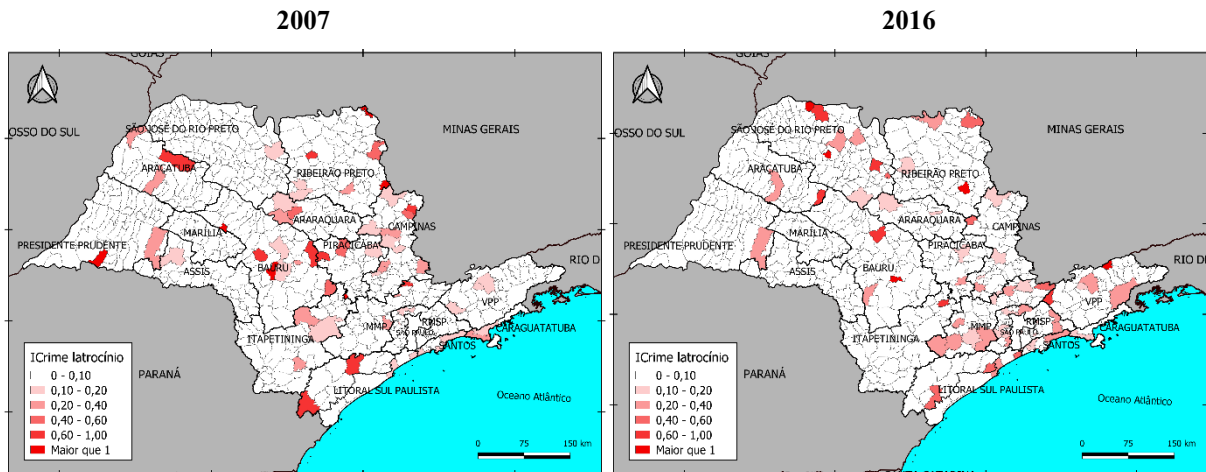 2007
2016
GOIAS
OSSO DO SUL
SÃO JOSÉ DO RIO PRETO
MINAS GERAIS
ARAÇATUBA
RIBEIRÃO PRETO
ARARAQUARA
CAMPINAS
MARÍLIA
PRESIDENTE PRUDENTE
PIRACICABA
ASSIS
BAURU
RIO D
VPP
ITAPETININGA
MMP
RMSP
SÃO PAULO
CARAGUATATUBA
SANTOS
PARANÁ
LITORAL SUL PAULISTA
Oceano Atlântico
ICrime latrocínio
0 - 0,10
0,10 - 0,20
0,20 - 0,40
0,40 - 0,60
0,60 - 1,00
Maior que 1
0 75 150 km
GOIAS
OSSO DO SUL
SÃO JOSÉ DO RIO PRETO
MINAS GERAIS
ARAÇATUBA
RIBEIRÃO PRETO
ARARAQUARA
CAMPINAS
MARÍLIA
PRESIDENTE PRUDENTE
PIRACICABA
ASSIS
BAURU
RIO D
VPP
ITAPETININGA
MMP
RMSP
SÃO PAULO
CARAGUATATUBA
SANTOS
PARANÁ
LITORAL SUL PAULISTA
Oceano Atlântico
ICrime latrocínio
0 - 0,10
0,10 - 0,20
0,20 - 0,40
0,40 - 0,60
0,60 - 1,00
Maior que 1
0 75 150 km